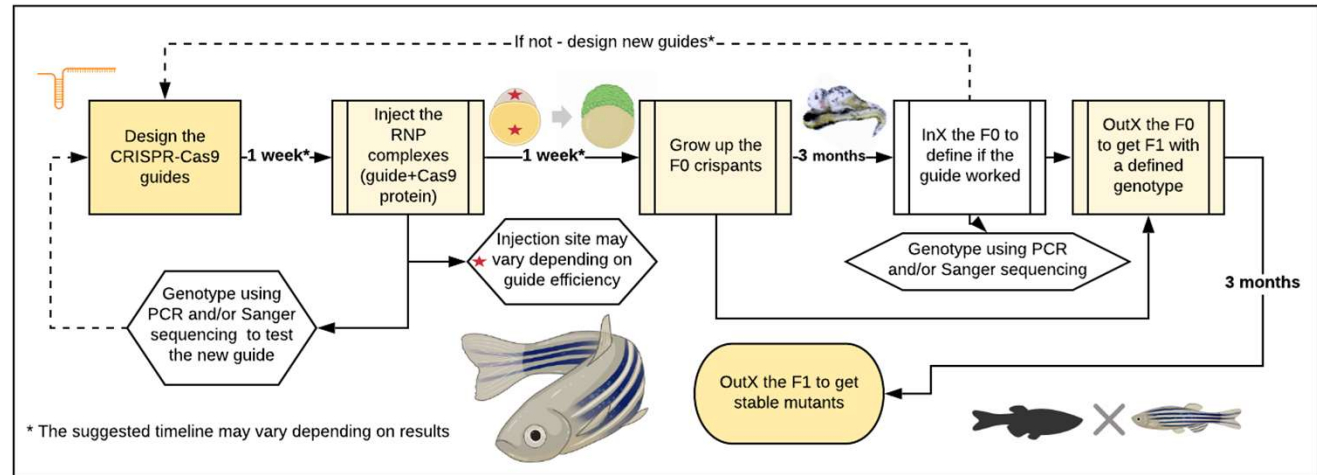 If not - design new guides*
Design the
CRISPR-Cas9
guides
1 week*
Inject the
RNP
complexes
(guide+Cas9
protein)
1 week*
Grow up the
F0 crispants
3 months
InX the F0 to
define if the
guide worked
OutX the F0
to get F1 with
a defined
genotype
Injection site may
vary depending on
guide efficiency
Genotype using PCR
and/or Sanger
sequencing
3 months
Genotype using
PCR and/or Sanger
sequencing to test
the new guide
OutX the F1 to get
stable mutants
* The suggested timeline may vary depending on results